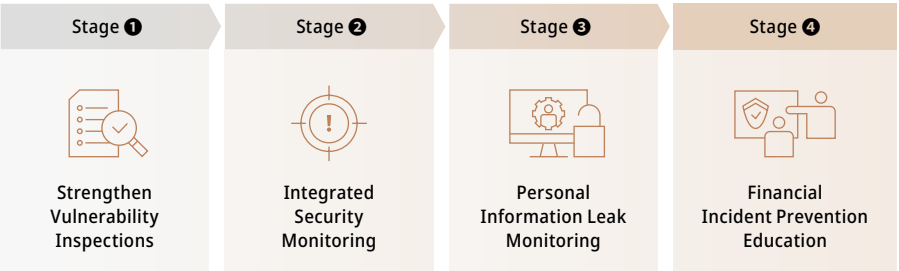 Stage ❶
Stage ❷
Stage ❸
Stage ❹
!
Strengthen
Vulnerability
Inspections
Integrated
Security
Monitoring
Personal
Information Leak
Monitoring
Financial
Incident Prevention
Education